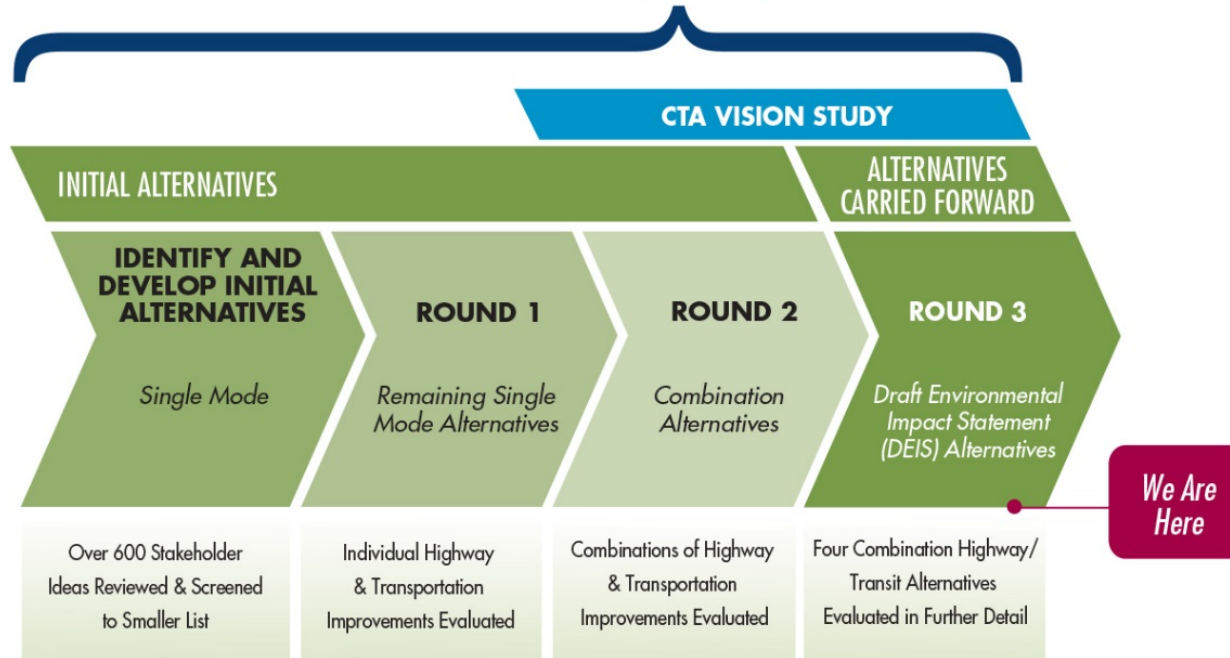 CTA VISION STUDY
INITIAL ALTERNATIVES
ALTERNATIVES
CARRIED FORWARD
IDENTIFY AND
DEVELOP INITIAL
ALTERNATIVES
Single Mode
ROUND 1
Remaining Single
Mode Alternatives
ROUND 2
Combination
Alternatives
ROUND 3
Draft Environmental
Impact Statement
(DEIS) Alternatives
We Are
Here
Over 600 Stakeholder
Ideas Reviewed & Screened
to Smaller List
Individual Highway
& Transportation
Improvements Evaluated
Combinations of Highway
& Transportation
Improvements Evaluated
Four Combination Highway/
Transit Alternatives
Evaluated in Further Detail